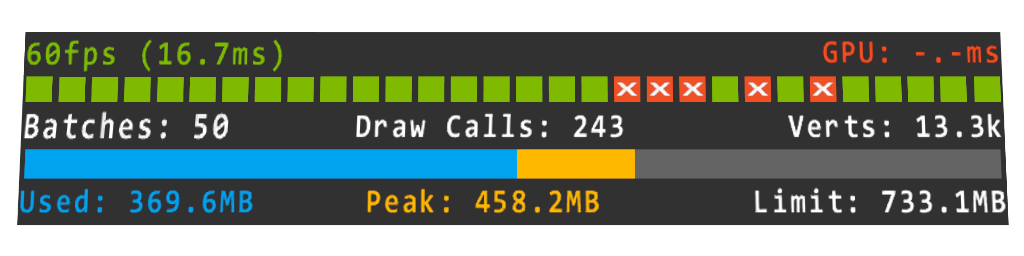 60fps (16.7ms) GPU: -.-ms
X X X X X
Batches: 50 Draw Calls: 243 Verts: 13.3k
Used: 369.6MB Peak: 458.2MB Limit: 733.1MB